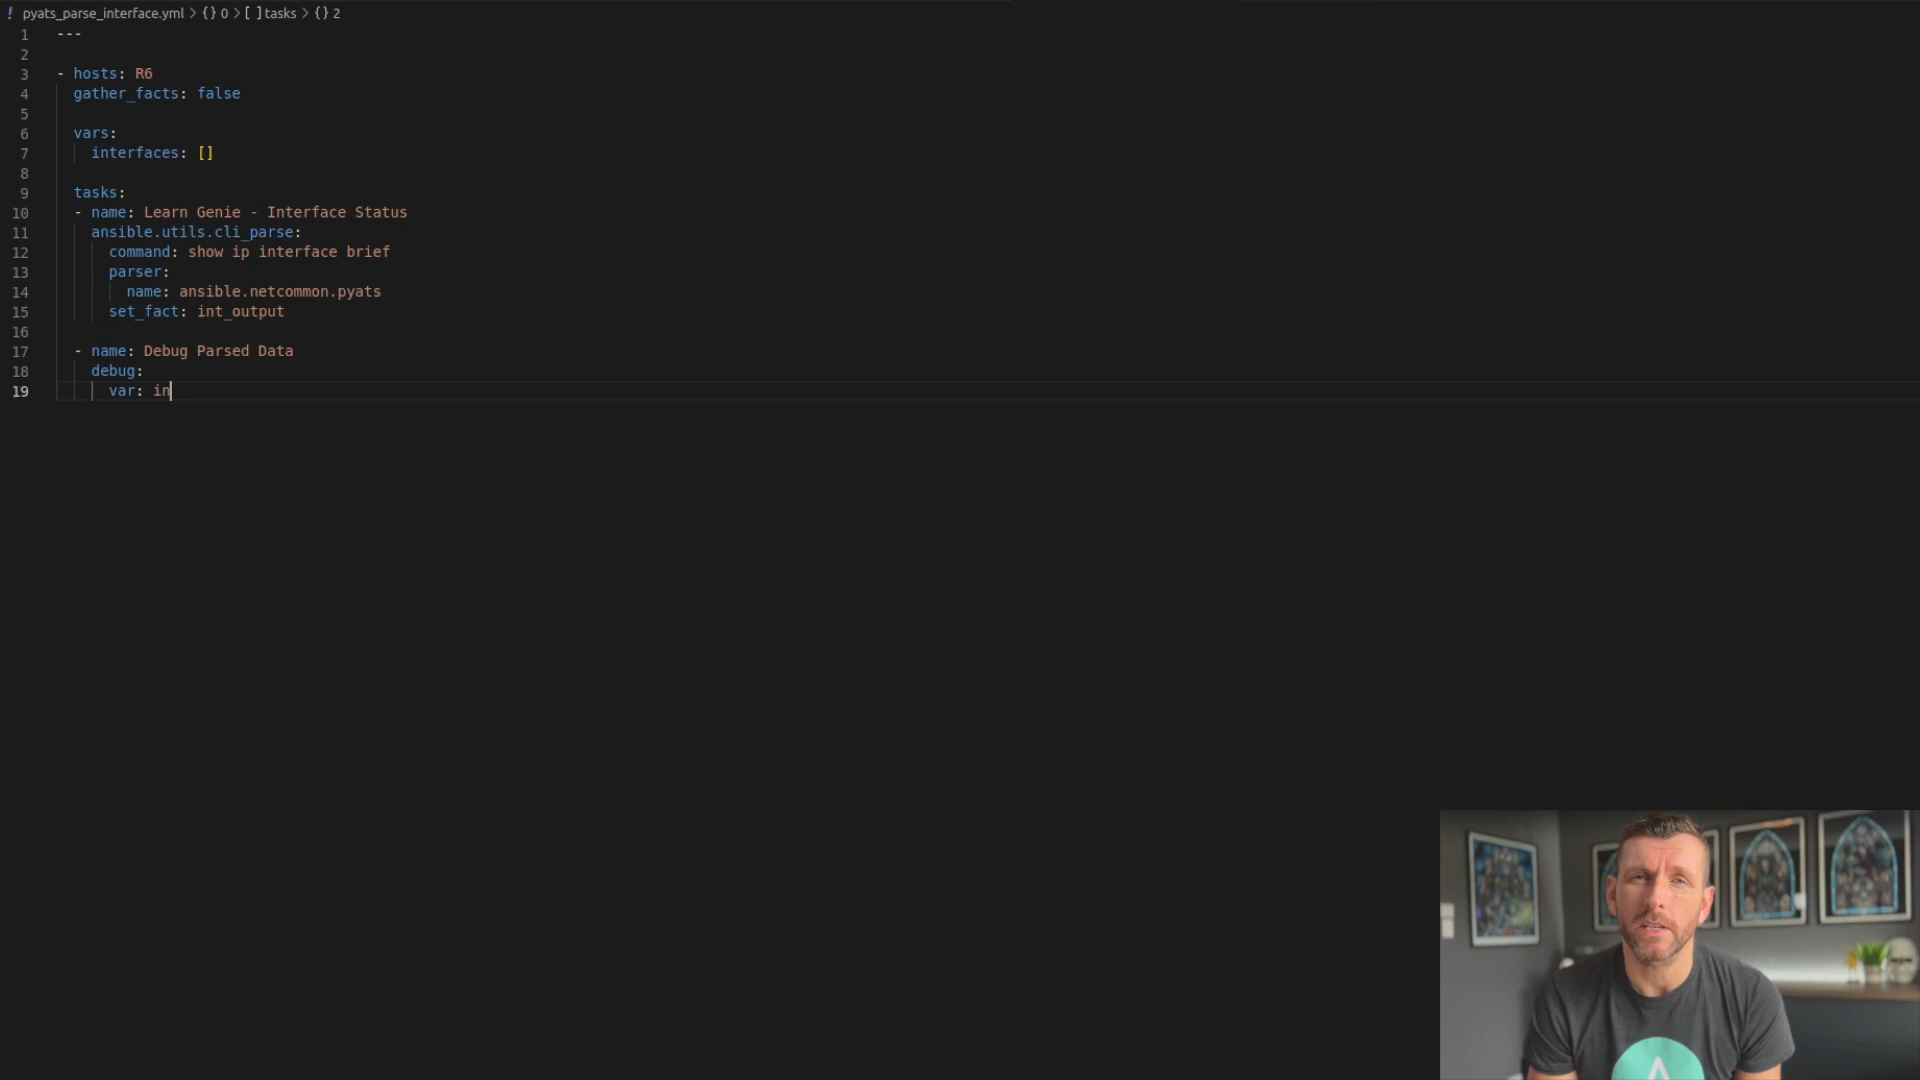 ! pyats_parse_interface.yml > {} 0 > [ ] tasks > {} 2
1 ---
2
3 - hosts: R6
4 gather_facts: false
5
6 vars:
7 interfaces: []
8
9 tasks:
10 - name: Learn Genie - Interface Status
11 ansible.utils.cli_parse:
12 command: show ip interface brief
13 parser:
14 name: ansible.netcommon.pyats
15 set_fact: int_output
16
17 - name: Debug Parsed Data
18 debug:
19 var: in